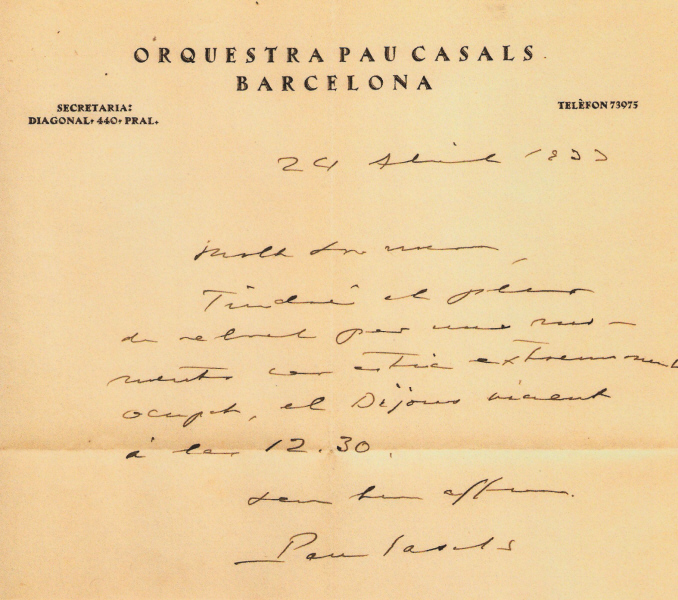 ORQUESTRA PAU CASALS
BARCELONA
SECRETARIA:
DIAGONAL, 440, PRAL.
TELÈFON 73975
24 Abril 1933
Molt Sr meu,
Tindré el plaer
de rebrel per uns mo-
ments car estic extremament
ocupat, el Dijous vinent
à les 12.30.
Seu ben affm.
Pau Casals